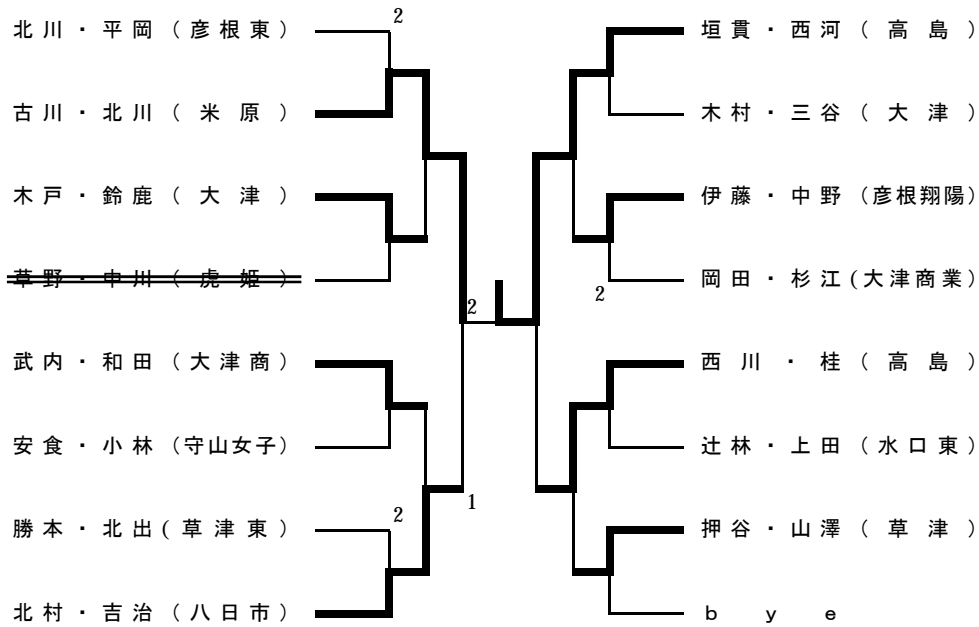 2
北川・平岡（彦根東）
古川・北川（米原）
木戸・鈴鹿（大津）
草野・中川（虎姫）
2
武内・和田（大津商）
安食・小林（守山女子）
2
1
勝本・北出（草津東）
北村・吉治（八日市）
垣貫・西河（高島）
木村・三谷（大津）
伊藤・中野（彦根翔陽）
岡田・杉江（大津商業）
2
西川・桂（高島）
辻林・上田（水口東）
押谷・山澤（草津）
bye